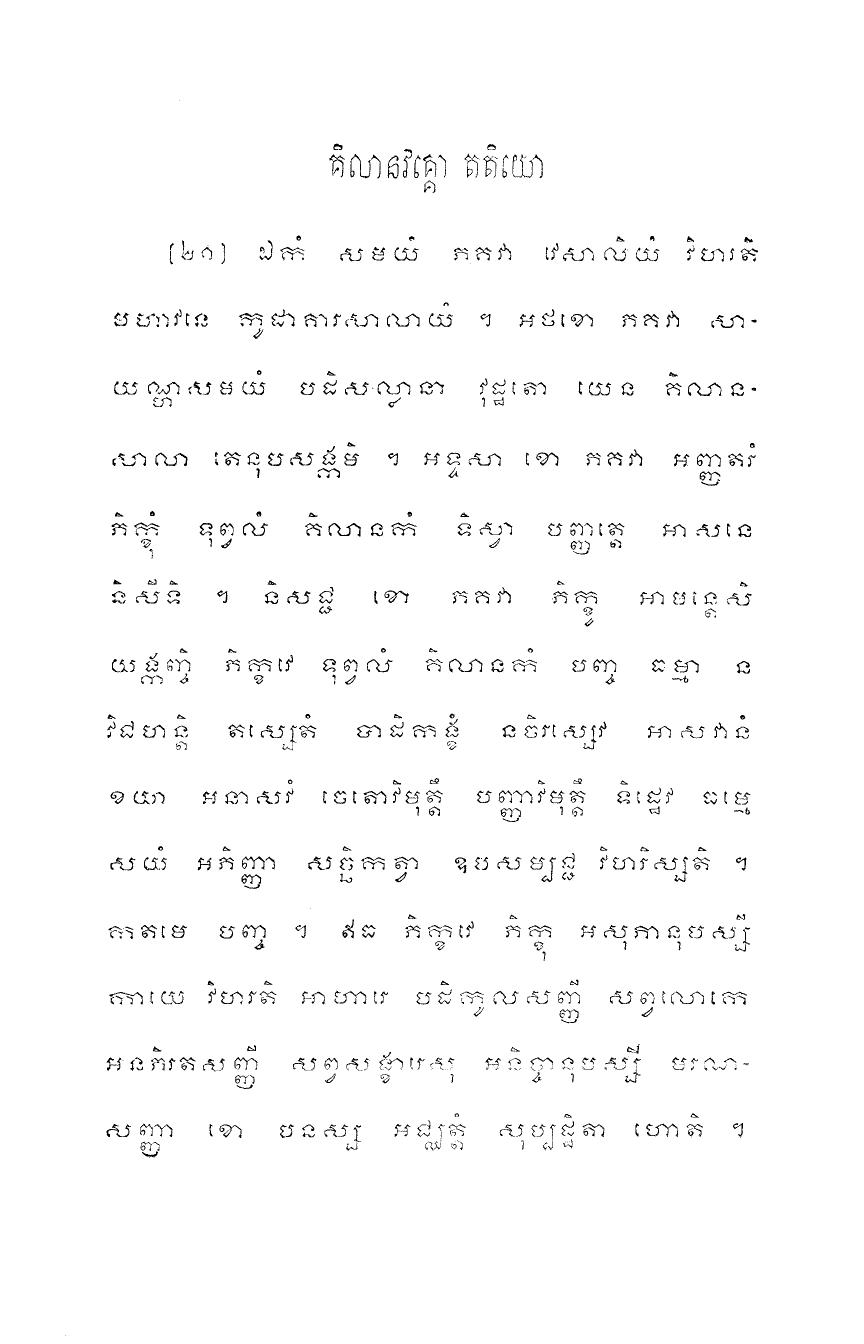 គិលានវគ្គោ តតិយោ
[២១] ឯកំ សមយំ ភគវា វេសាលិយំ វិហរតិ
មហាវនេ កូដាគារសាលាយំ ។ អថខោ ភគវា សា-
យណ្ហសមយំ បដិសល្លានា វុដ្ឋតោ យេន គិលាន-
សាលា តេនុបសង្កមិ ។ អទ្ទសា ខោ ភគវា អញ្ញតរំ
ភិក្ខុំ ទុព្វលំ គិលានកំ ទិស្វា បញ្ញត្តេ អាសនេ
និសីទិ ។ និសជ្ជ ខោ ភគវា ភិក្ខូ អាមន្តេសិ
យង្កញ្ចិ ភិក្ខវេ ទុព្វលំ គិលានកំ បញ្ច ធម្មា ន
វិជហន្តិ តស្សេតំ បាដិកង្ខំ នចិរស្សេវ អាសវានំ
ខយា អនាសវំ ចេតោវិមុត្តឹ បញ្ញាវិមុត្តឹ ទិដ្ឋេវ ធម្មេ
សយំ អភិញ្ញា សច្ឆិកត្វា ឧបសម្បជ្ជ វិហរិស្សតិ ។
កតមេ បញ្ច ។ ឥធ ភិក្ខវេ ភិក្ខុ អសុភានុបស្សី
កាយេ វិហរតិ អាហារេ បដិកូលសញ្ញី សព្វលោកេ
អនភិរតសញ្ញី សព្វសង្ខារេសុ អនិច្ចានុបស្សី មរណ-
សញ្ញា ខោ បនស្ស អជ្ឈត្តំ សុប្បដ្ឋិតា ហោតិ ។